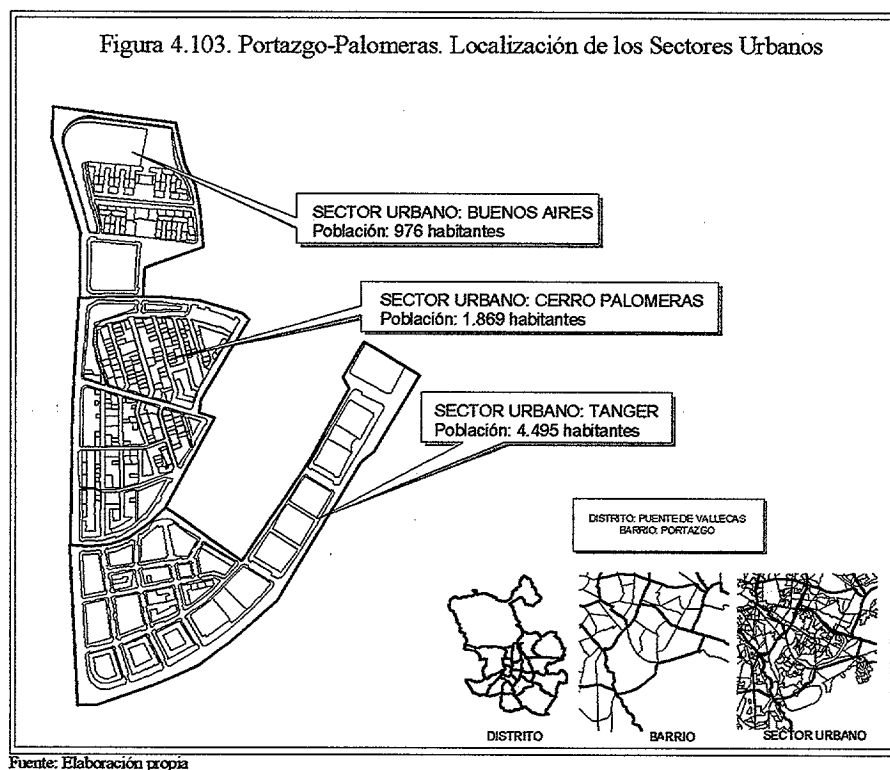 Figura 4.103. Portazgo-Palomeras. Localización de los Sectores Urbanos
SECTOR URBANO: BUENOS AIRES
Población: 976 habitantes
SECTOR URBANO: CERRO PALOMERAS
Población: 1.869 habitantes
SECTOR URBANO: TANGER
Población: 4.495 habitantes
DISTRITO: PUENTE DE VALLECAS
BARRIO: PORTAZGO
DISTRITO
BARRIO
SECTOR URBANO
Fuente: Elaboración propia